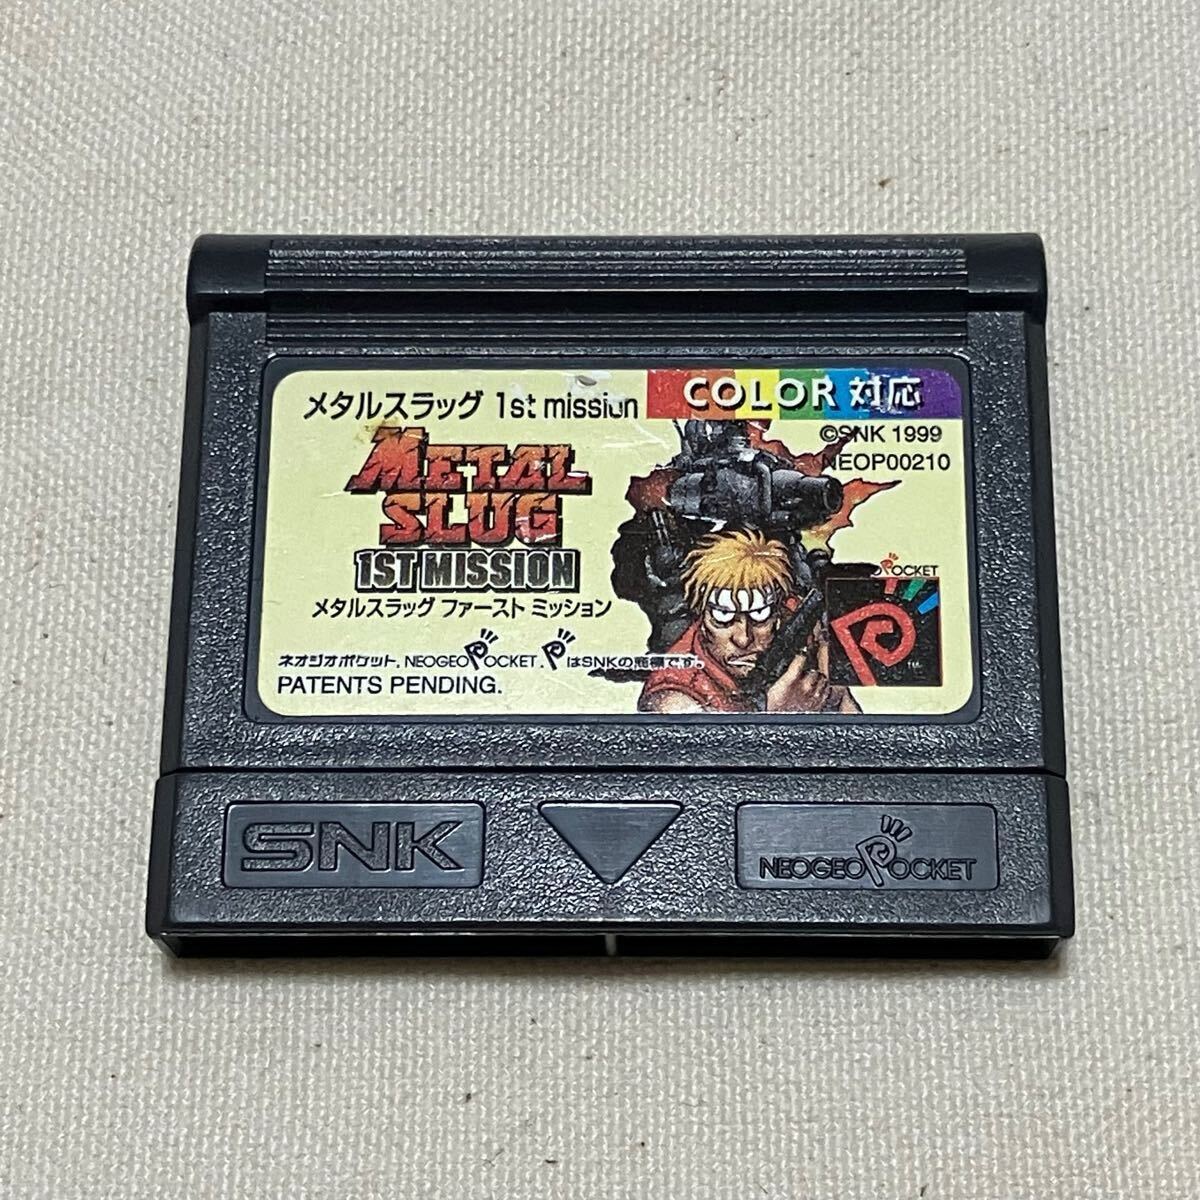 メタルスラッグ 1st mission
COLOR 対応
©SNK 1999
NEOP00210
METAL
SLUG
1ST MISSION
メタルスラッグ ファースト ミッション
POCKET
TM
ネオジオポケット, NEOGEO POCKET, PはSNKの商標です。
PATENTS PENDING.
SNK
NEOGEO POCKET